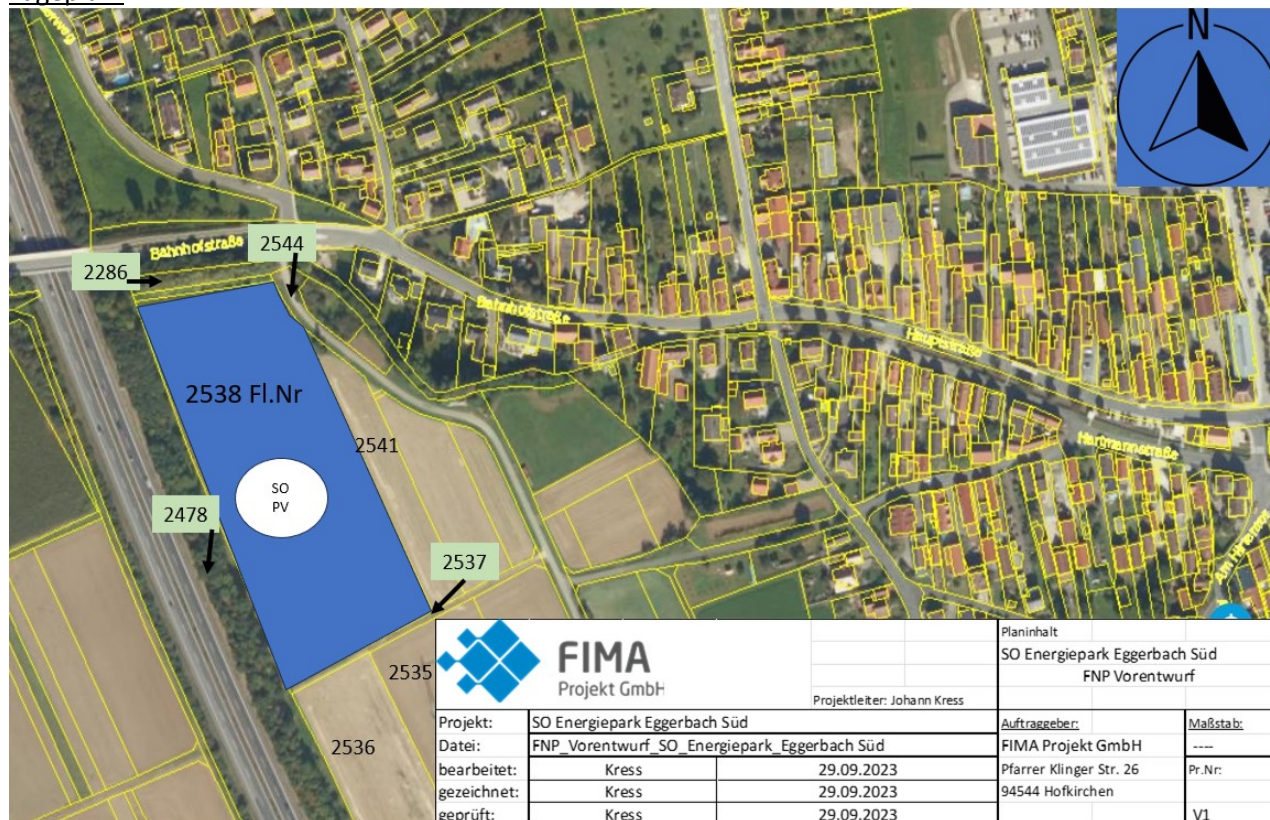 N
Bahnhofstraße
2544
2286
Bahnhofstraße
Hauptstraße
2538 Fl.Nr
2541
Hartmannstraße
SO
PV
2478
2537
2535
2536
FIMA
Projekt GmbH
Projektleiter: Johann Kress
Planinhalt
SO Energiepark Eggerbach Süd
FNP Vorentwurf
Projekt: SO Energiepark Eggerbach Süd Auftraggeber: Maßstab:
Datei: FNP_Vorentwurf_SO_Energiepark_Eggerbach Süd FIMA Projekt GmbH ----
bearbeitet: Kress 29.09.2023 Pfarrer Klinger Str. 26 Pr.Nr:
gezeichnet: Kress 29.09.2023 94544 Hofkirchen
geprüft: Kress 29.09.2023 V1